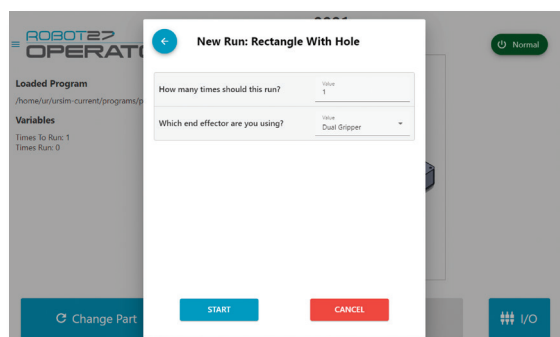 ROBOT27
OPERATO
New Run: Rectangle With Hole
Normal
Loaded Program
/home/ur/ursim-current/programs/p
Variables
Times To Run: 1
Times Run: 0
How many times should this run?
Value
1
Which end effector are you using?
Value
Dual Gripper
START
CANCEL
Change Part
I/O